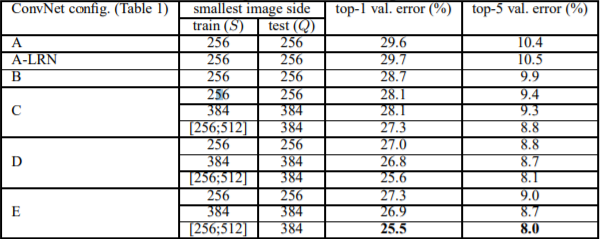 ConvNet config. (Table 1) smallest image side top-1 val. error (%) top-5 val. error (%)
train (S) test (Q)
A 256 256 29.6 10.4
A-LRN 256 256 29.7 10.5
B 256 256 28.7 9.9
C 256 256 28.1 9.4
384 384 28.1 9.3
[256;512] 384 27.3 8.8
D 256 256 27.0 8.8
384 384 26.8 8.7
[256;512] 384 25.6 8.1
E 256 256 27.3 9.0
384 384 26.9 8.7
[256;512] 384 25.5 8.0